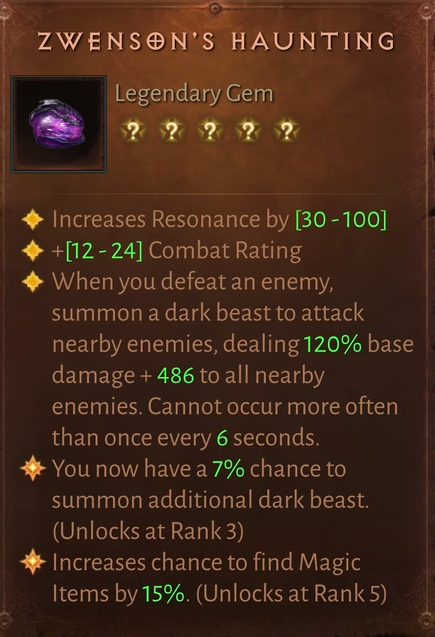 ZWENSON'S HAUNTING
Legendary Gem
? ? ? ? ?
Increases Resonance by [30 - 100]
+[12 - 24] Combat Rating
When you defeat an enemy,
summon a dark beast to attack
nearby enemies, dealing 120% base
damage + 486 to all nearby
enemies. Cannot occur more often
than once every 6 seconds.
You now have a 7% chance to
summon additional dark beast.
(Unlocks at Rank 3)
Increases chance to find Magic
Items by 15%. (Unlocks at Rank 5)